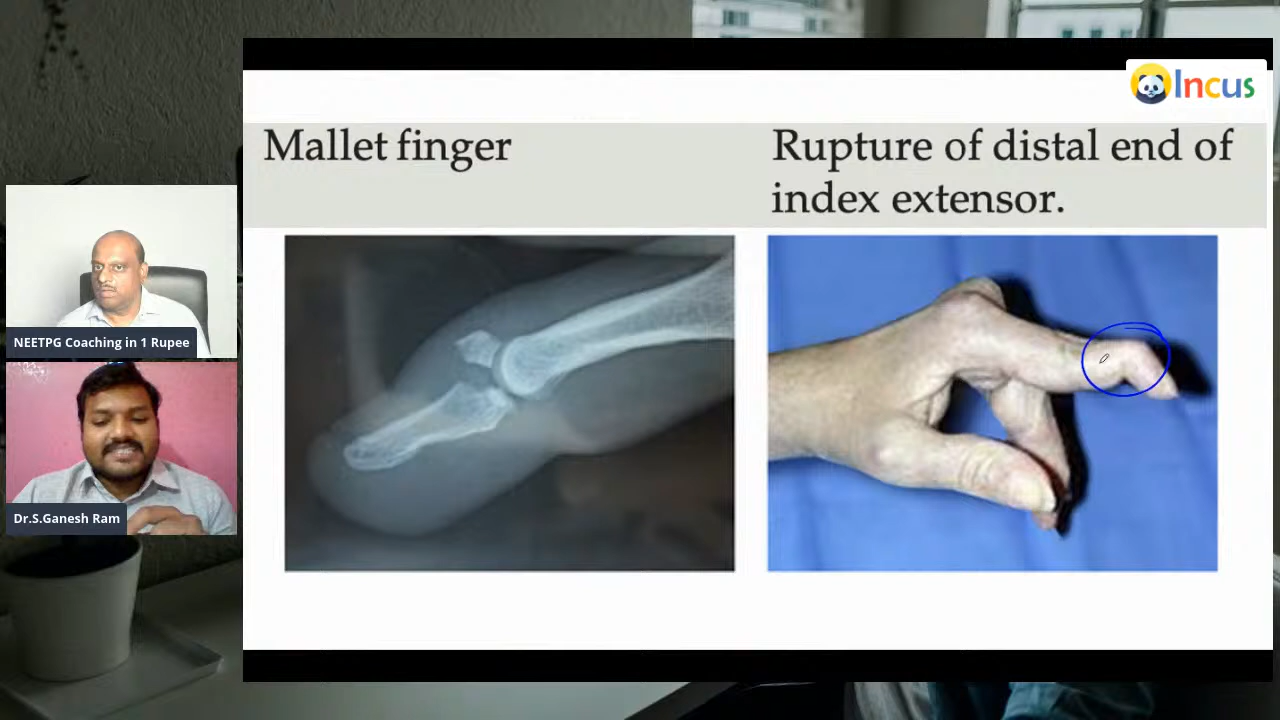 Incus
Mallet finger
Rupture of distal end of
index extensor.
NEETPG Coaching in 1 Rupee
Dr.S.Ganesh Ram